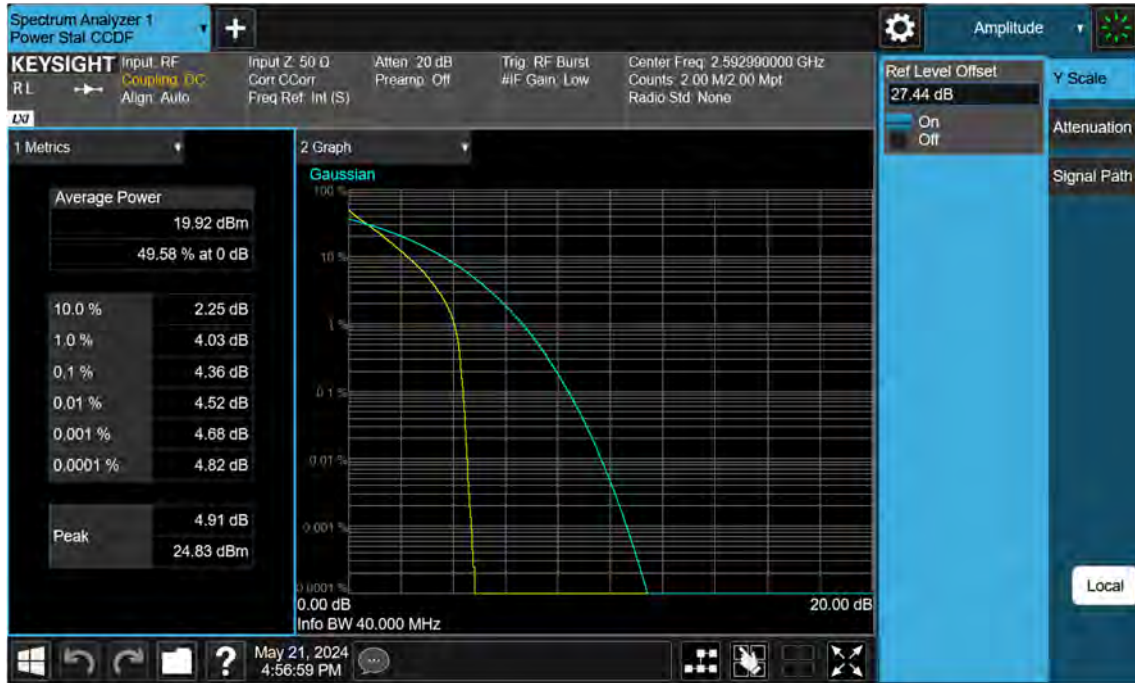 Spectrum Analyzer 1
Power Stat CCDF
+
Amplitude
KEYSIGHT
Input: RF
Coupling: DC
Align: Auto
Input Z: 50 Ω
Corr CCorr
Freq Ref: Int (S)
Atten: 20 dB
Preamp: Off
Trig: RF Burst
#IF Gain: Low
Center Freq: 2.592990000 GHz
Counts: 2.00 M/2.00 Mpt
Radio Std: None
RL
LXI
Ref Level Offset
27.44 dB
On
Off
Y Scale
Attenuation
Signal Path
1 Metrics
Average Power
19.92 dBm
49.58 % at 0 dB
10.0 % 2.25 dB
1.0 % 4.03 dB
0.1 % 4.36 dB
0.01 % 4.52 dB
0.001 % 4.68 dB
0.0001 % 4.82 dB
Peak
4.91 dB
24.83 dBm
2 Graph
Gaussian
100 %
10 %
1 %
0.1 %
0.01 %
0.001 %
0.0001 %
0.00 dB 20.00 dB
Info BW 40.000 MHz
Local
?
May 21, 2024
4:56:59 PM